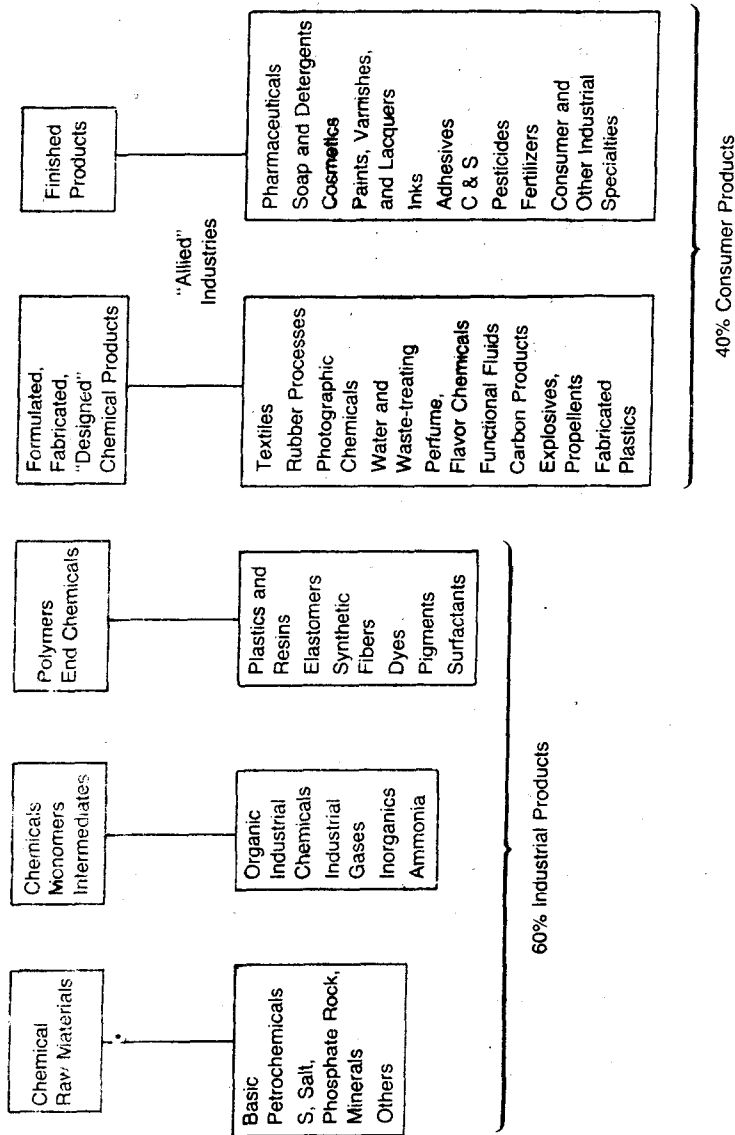 Chemical
Raw Materials
Basic
Petrochemicals
S, Salt,
Phosphate Rock,
Minerals
Others
Chemicals
Monomers
Intermediates
Organic
Industrial
Chemicals
Industrial
Gases
Inorganics
Ammonia
Polymers
End Chemicals
Plastics and
Resins
Elastomers
Synthetic
Fibers
Dyes
Pigments
Surfactants
60% Industrial Products
Formulated,
Fabricated,
"Designed"
Chemical Products
Textiles
Rubber Processes
Photographic
Chemicals
Water and
Waste-treating
Perfume,
Flavor Chemicals
Functional Fluids
Carbon Products
Explosives,
Propellents
Fabricated
Plastics
"Allied"
Industries
Finished
Products
Pharmaceuticals
Soap and Detergents
Cosmetics
Paints, Varnishes,
and Lacquers
Inks
Adhesives
C & S
Pesticides
Fertilizers
Consumer and
Other Industrial
Specialties
40% Consumer Products